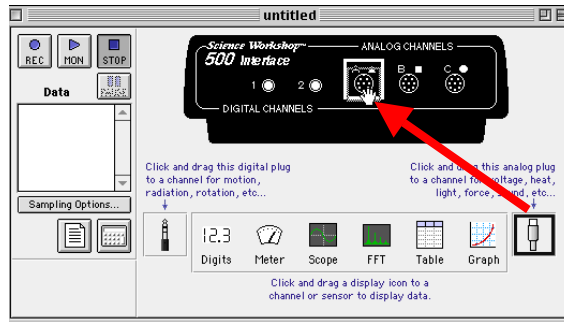 untitled
REC MON STOP
Data
Sampling Options...
Science Workshop™
500 Interface
ANALOG CHANNELS
1 2
B C
DIGITAL CHANNELS
Click and drag this digital plug
to a channel for motion,
radiation, rotation, etc...
Click and drag this analog plug
to a channel for voltage, heat,
light, force, sound, etc...
12.3
Digits Meter Scope FFT Table Graph
Click and drag a display icon to a
channel or sensor to display data.